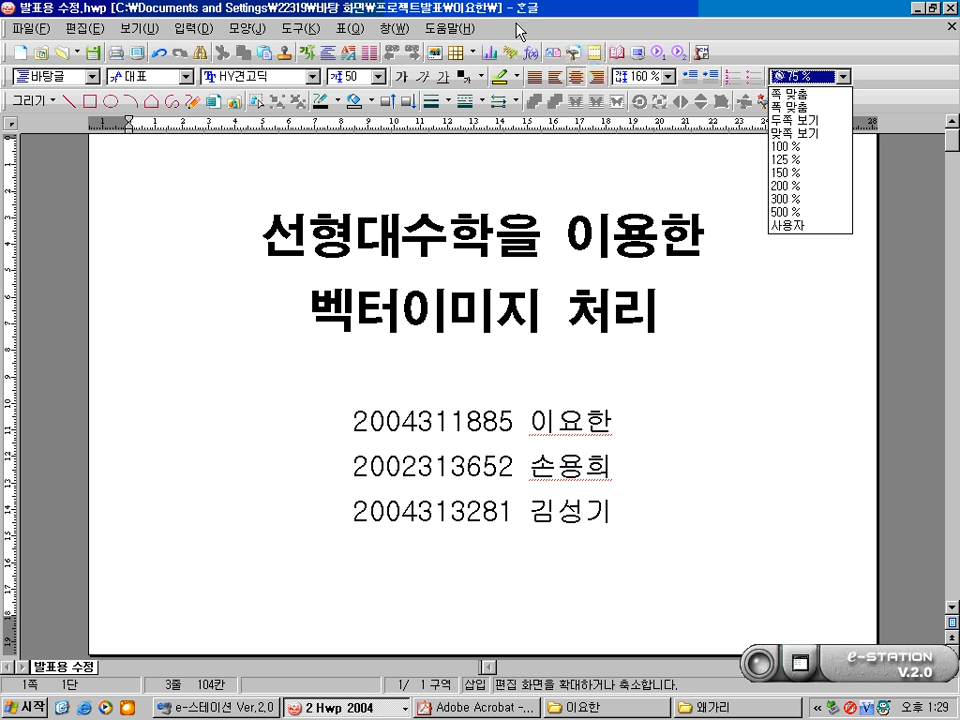 발표용 수정.hwp [C:\Documents and Settings\22319\바탕 화면\프로젝트발표\이요한\] - 한글
파일(F) 편집(E) 보기(U) 입력(D) 모양(J) 도구(K) 표(Q) 창(W) 도움말(H)
바탕글 대표 HY견고딕 50 가 가 가 160 % 75 %
그리기
쪽 맞춤
폭 맞춤
두쪽 보기
맞쪽 보기
100 %
125 %
150 %
200 %
300 %
500 %
사용자
선형대수학을 이용한
벡터이미지 처리
2004311885 이요한
2002313652 손용희
2004313281 김성기
e-STATION
V.2.0
발표용 수정
1쪽 1단 3줄 104칸 1/ 1 구역 삽입 편집 화면을 확대하거나 축소합니다.
시작 e-스테이션 Ver.2.0 2 Hwp 2004 Adobe Acrobat -... 이요한 왜가리 오후 1:29